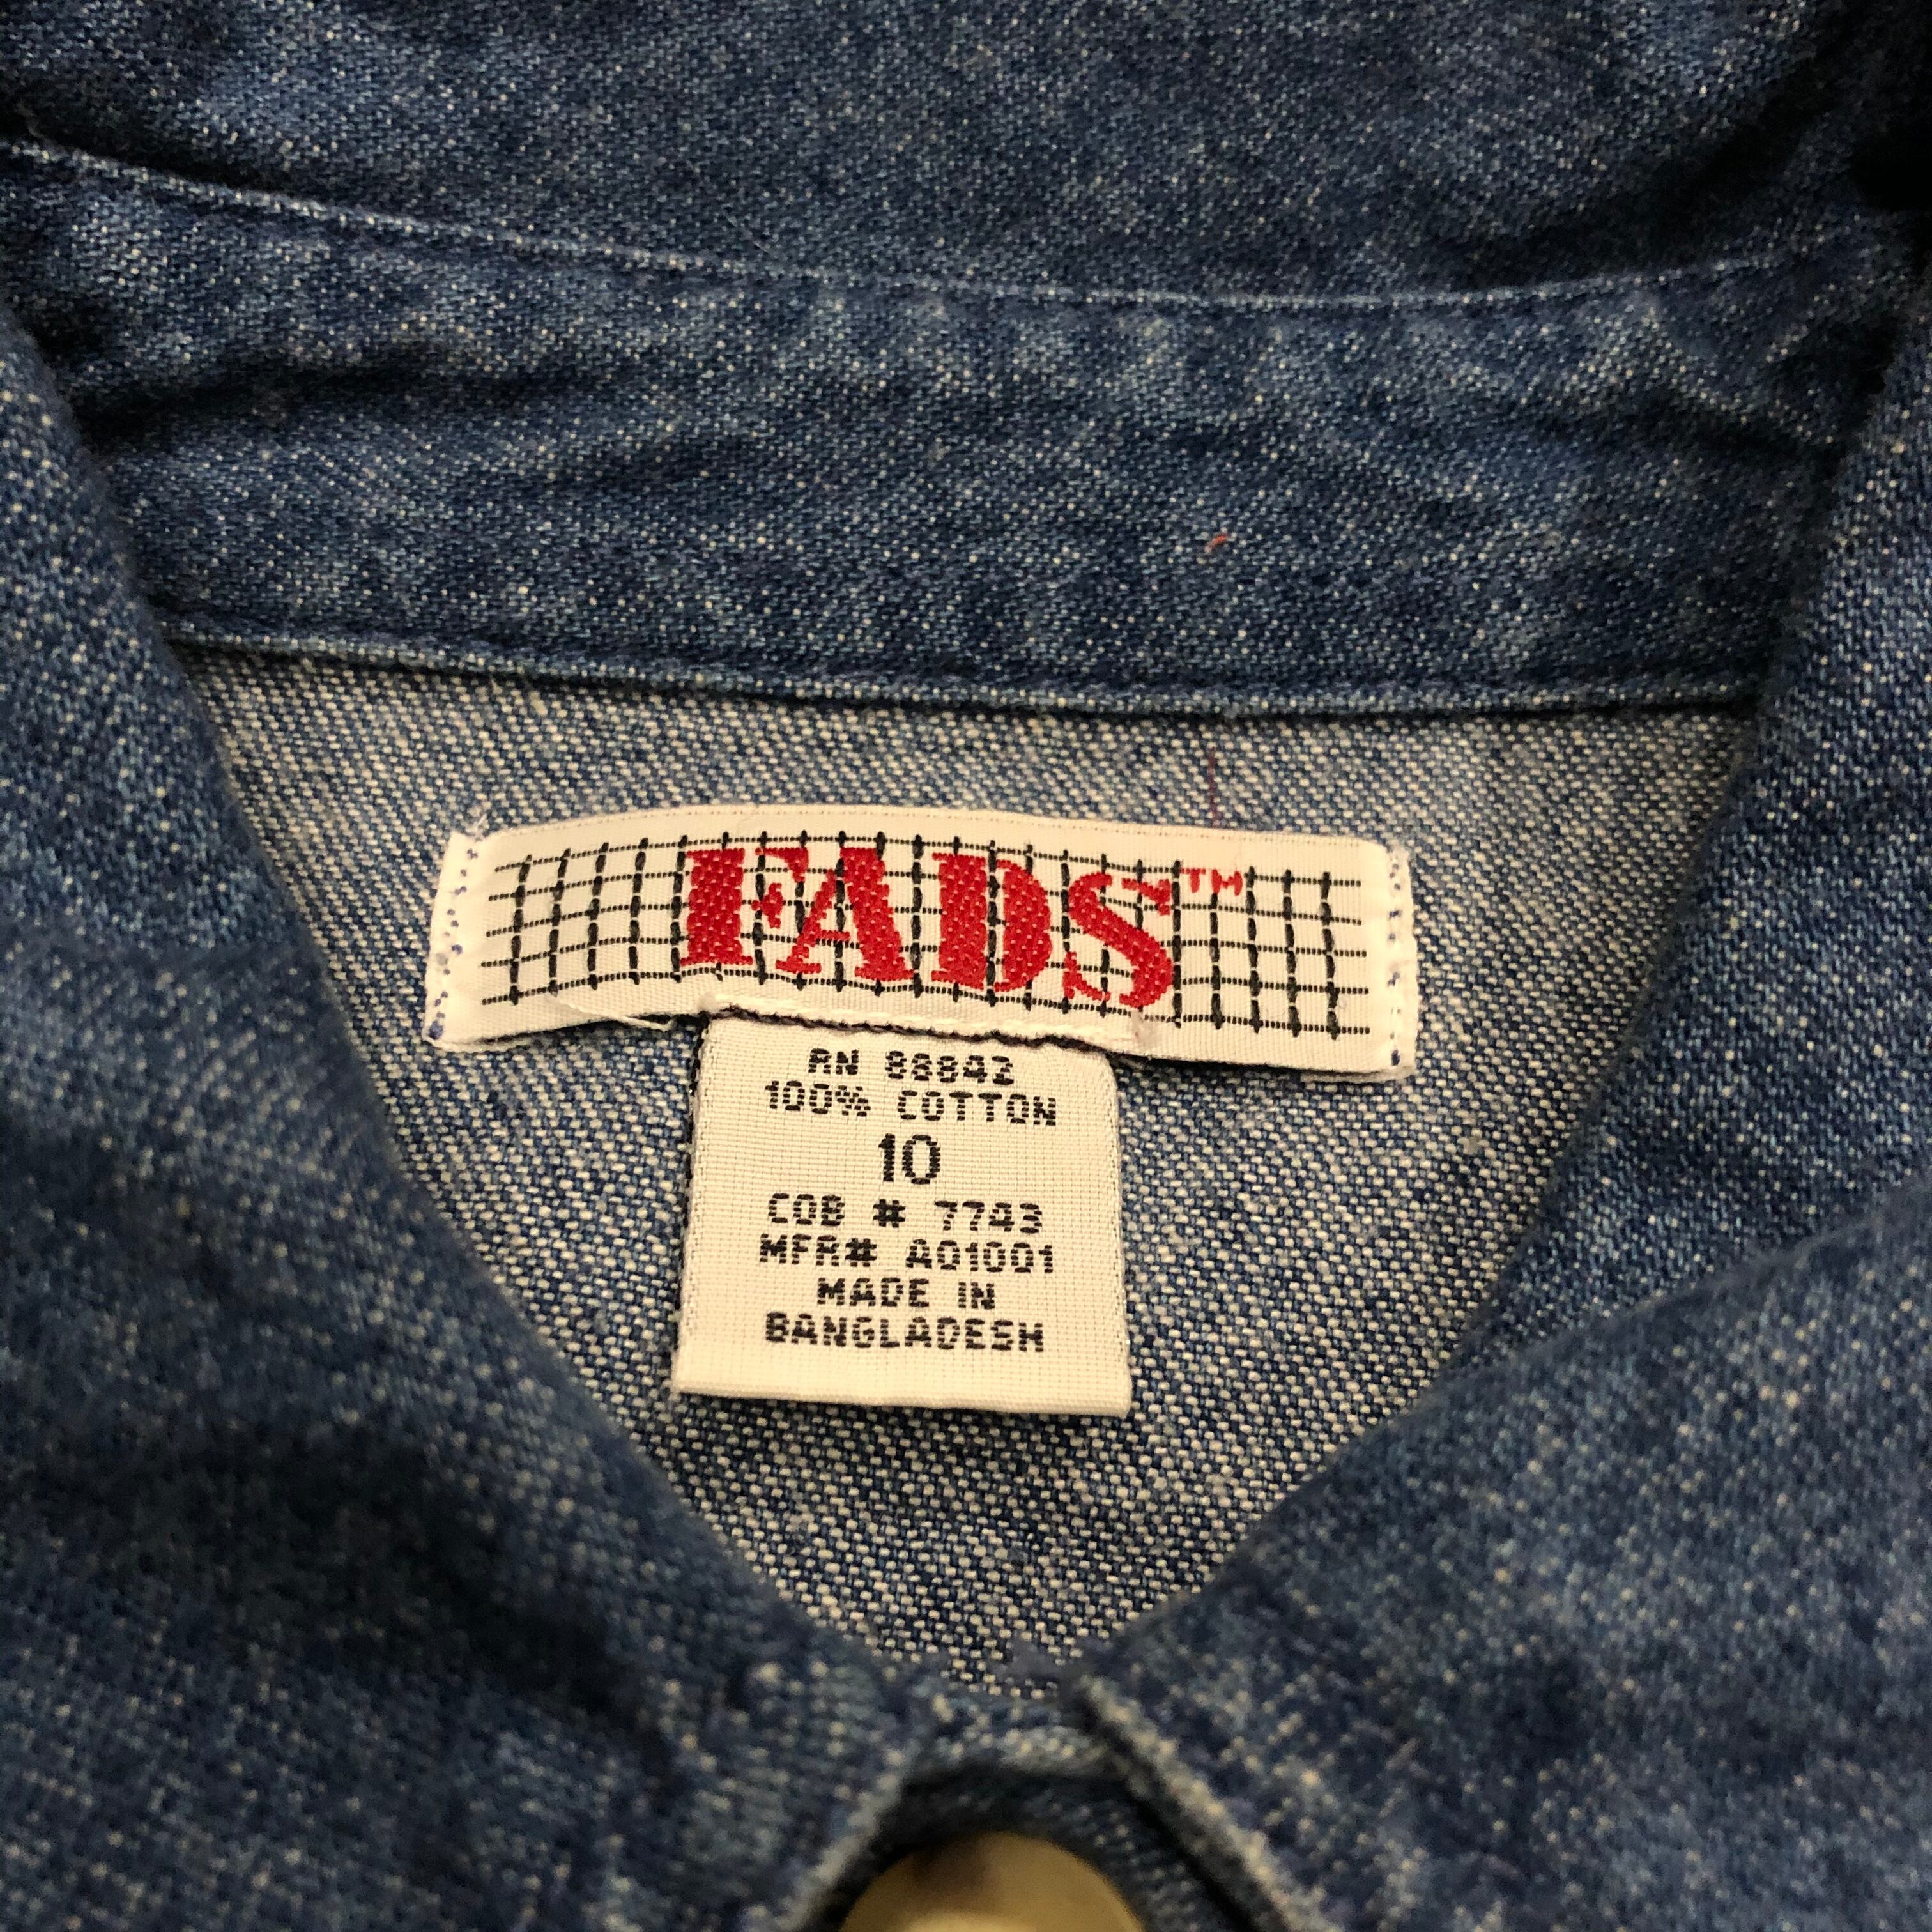 FADS™
RN 88842
100% COTTON
10
COB # 7743
MFR# A01001
MADE IN
BANGLADESH